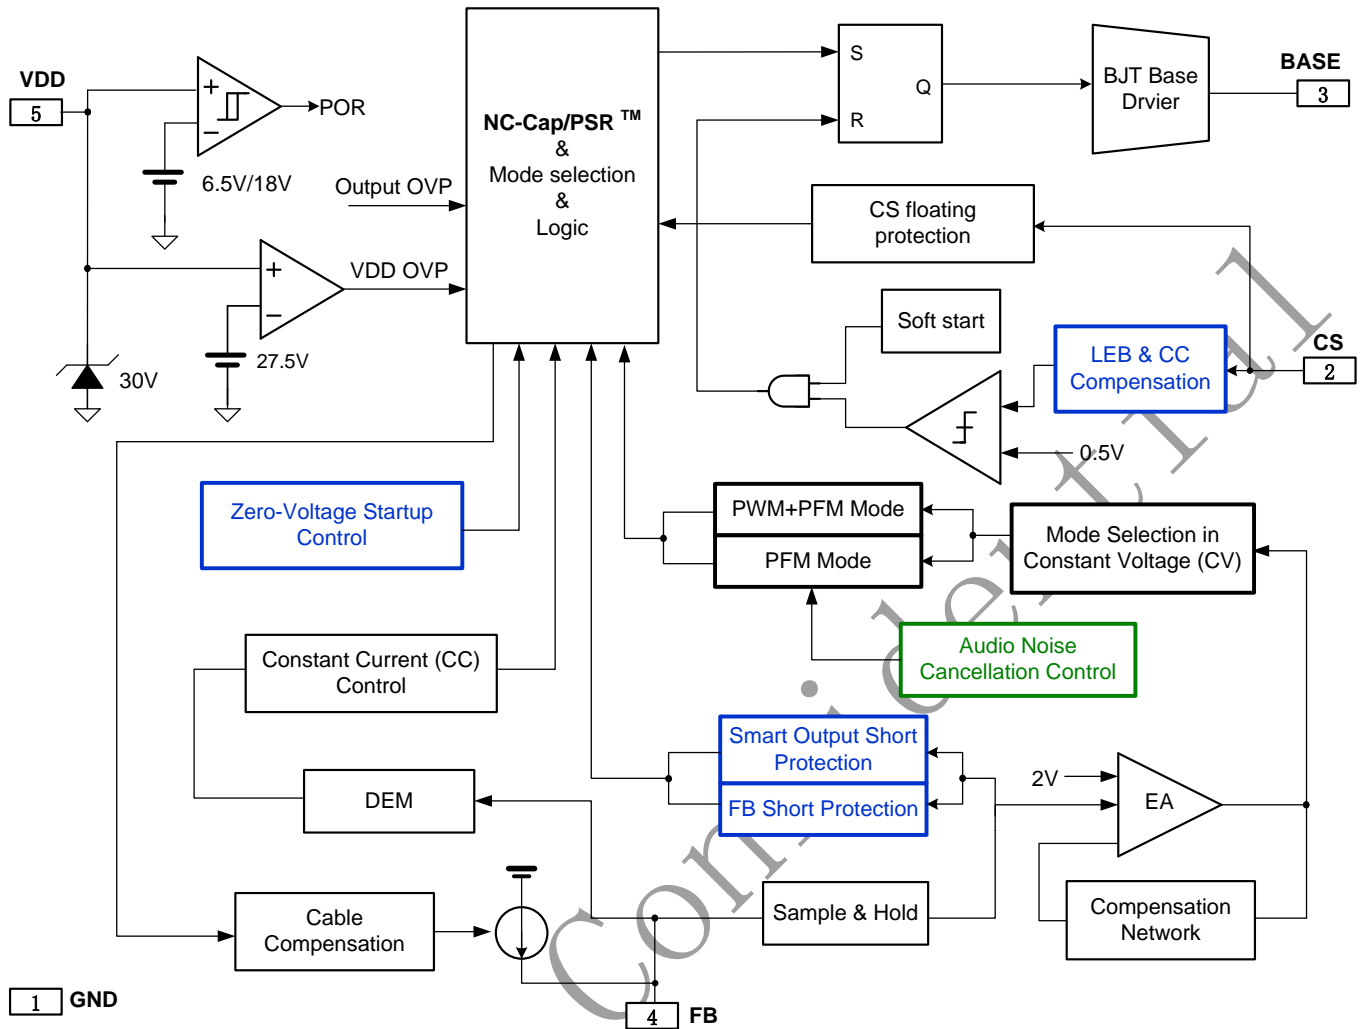 VDD
5
POR
6.5V/18V
Output OVP
VDD OVP
27.5V
30V
NC-Cap/PSR TM
&
Mode selection
&
Logic
S
R
Q
BJT Base
Drvier
BASE
3
CS floating
protection
Soft start
LEB & CC
Compensation
CS
2
0.5V
Zero-Voltage Startup
Control
PWM+PFM Mode
PFM Mode
Mode Selection in
Constant Voltage (CV)
Audio Noise
Cancellation Control
Constant Current (CC)
Control
Smart Output Short
Protection
FB Short Protection
DEM
2V
EA
Cable
Compensation
Sample & Hold
Compensation
Network
1
GND
4
FB
Confidential